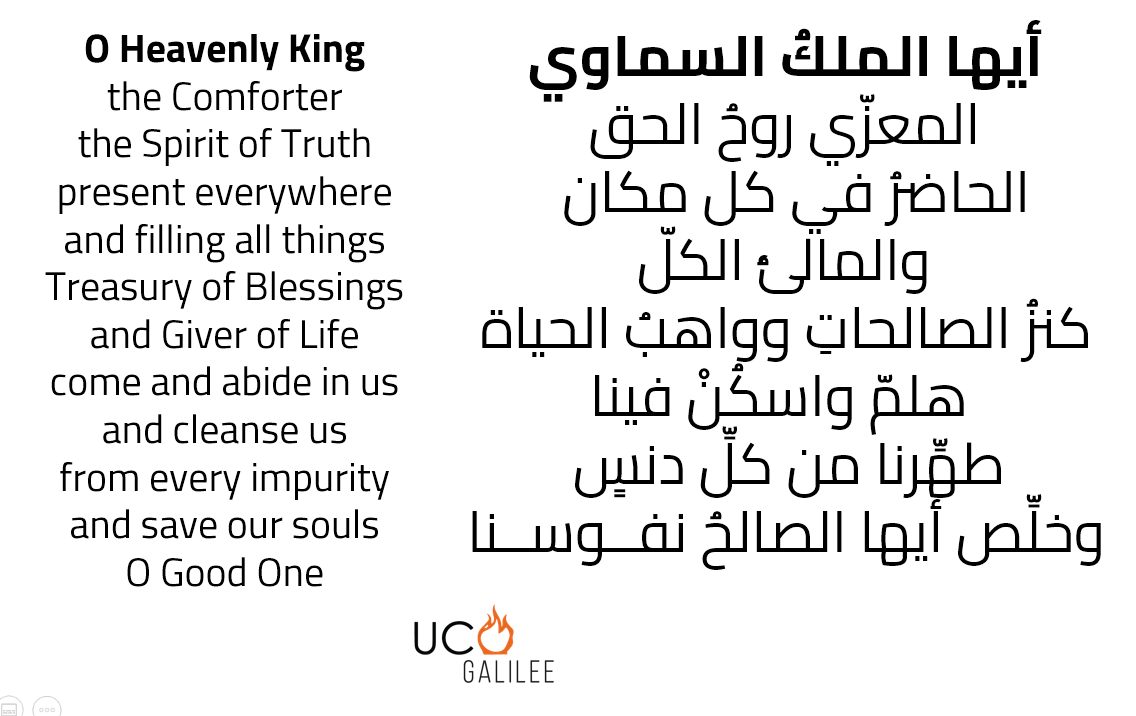 O Heavenly King
the Comforter
the Spirit of Truth
present everywhere
and filling all things
Treasury of Blessings
and Giver of Life
come and abide in us
and cleanse us
from every impurity
and save our souls
O Good One
أيها الملكُ السماوي
المعزّي روحُ الحق
الحاضرُ في كل مكان
والمالئُ الكلّ
كنزُ الصالحاتِ وواهبُ الحياة
هلمّ واسكُنْ فينا
طهِّرنا من كلِّ دنسٍ
وخلِّص أيها الصالحُ نفــوســنا
UCO
GALILEE